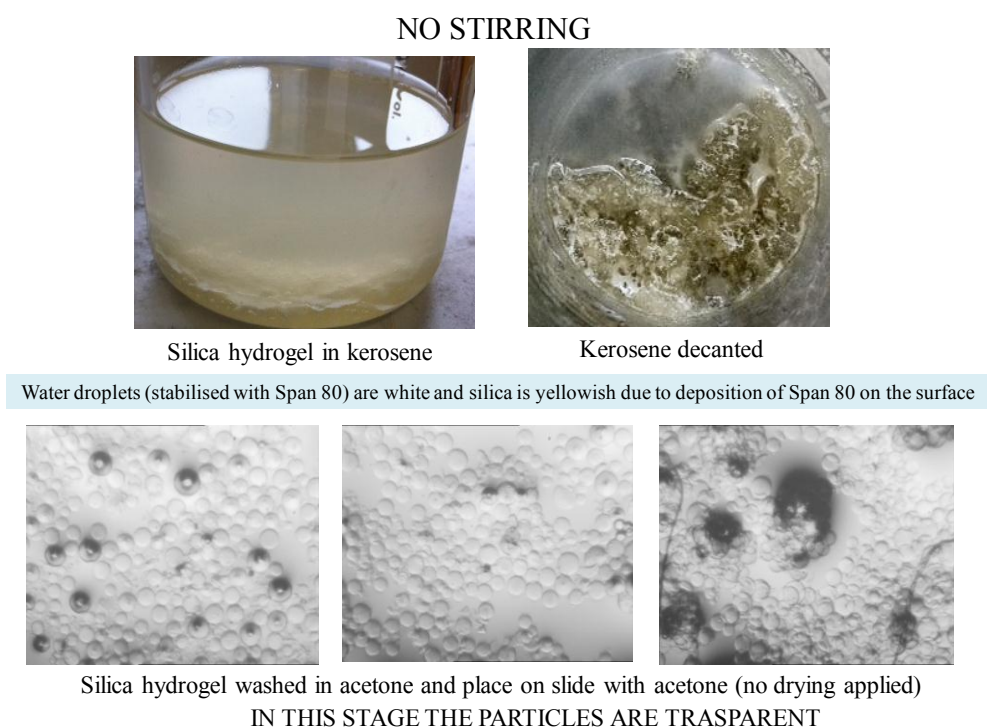 NO STIRRING
Silica hydrogel in kerosene
Kerosene decanted
Water droplets (stabilised with Span 80) are white and silica is yellowish due to deposition of Span 80 on the surface
Silica hydrogel washed in acetone and place on slide with acetone (no drying applied)
IN THIS STAGE THE PARTICLES ARE TRASPARENT